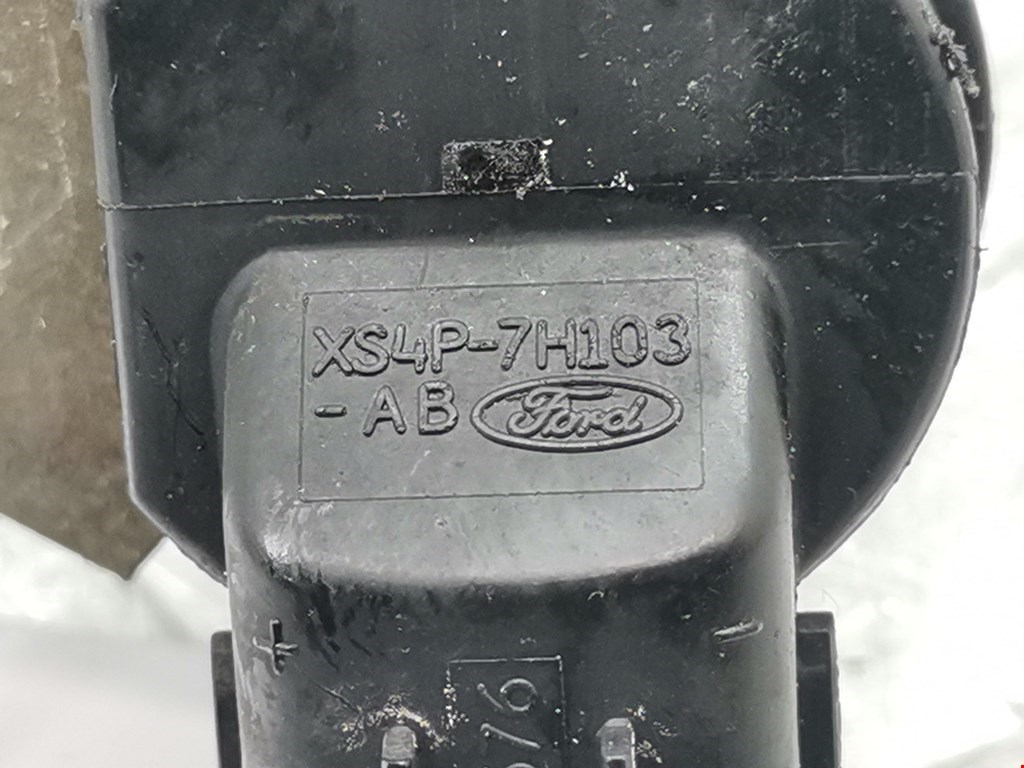 XS4P-7H103
-AB Ford
+ -